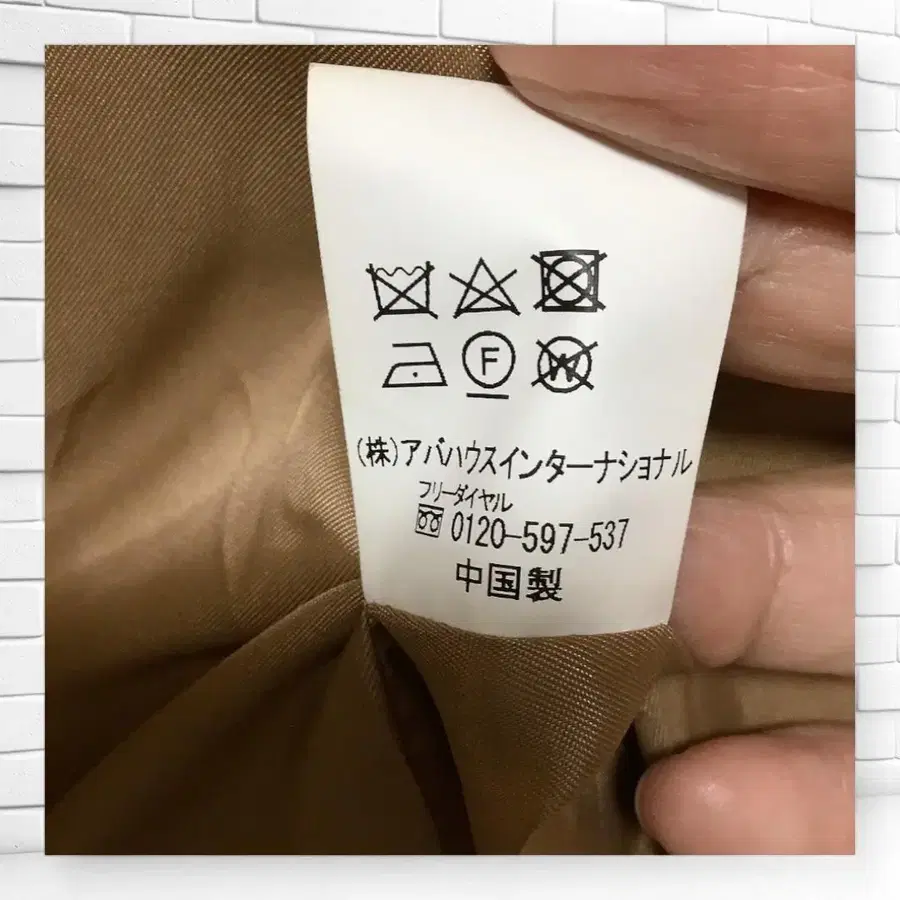 F
W
(株)アバハウスインターナショナル
フリーダイヤル
0120-597-537
中国製